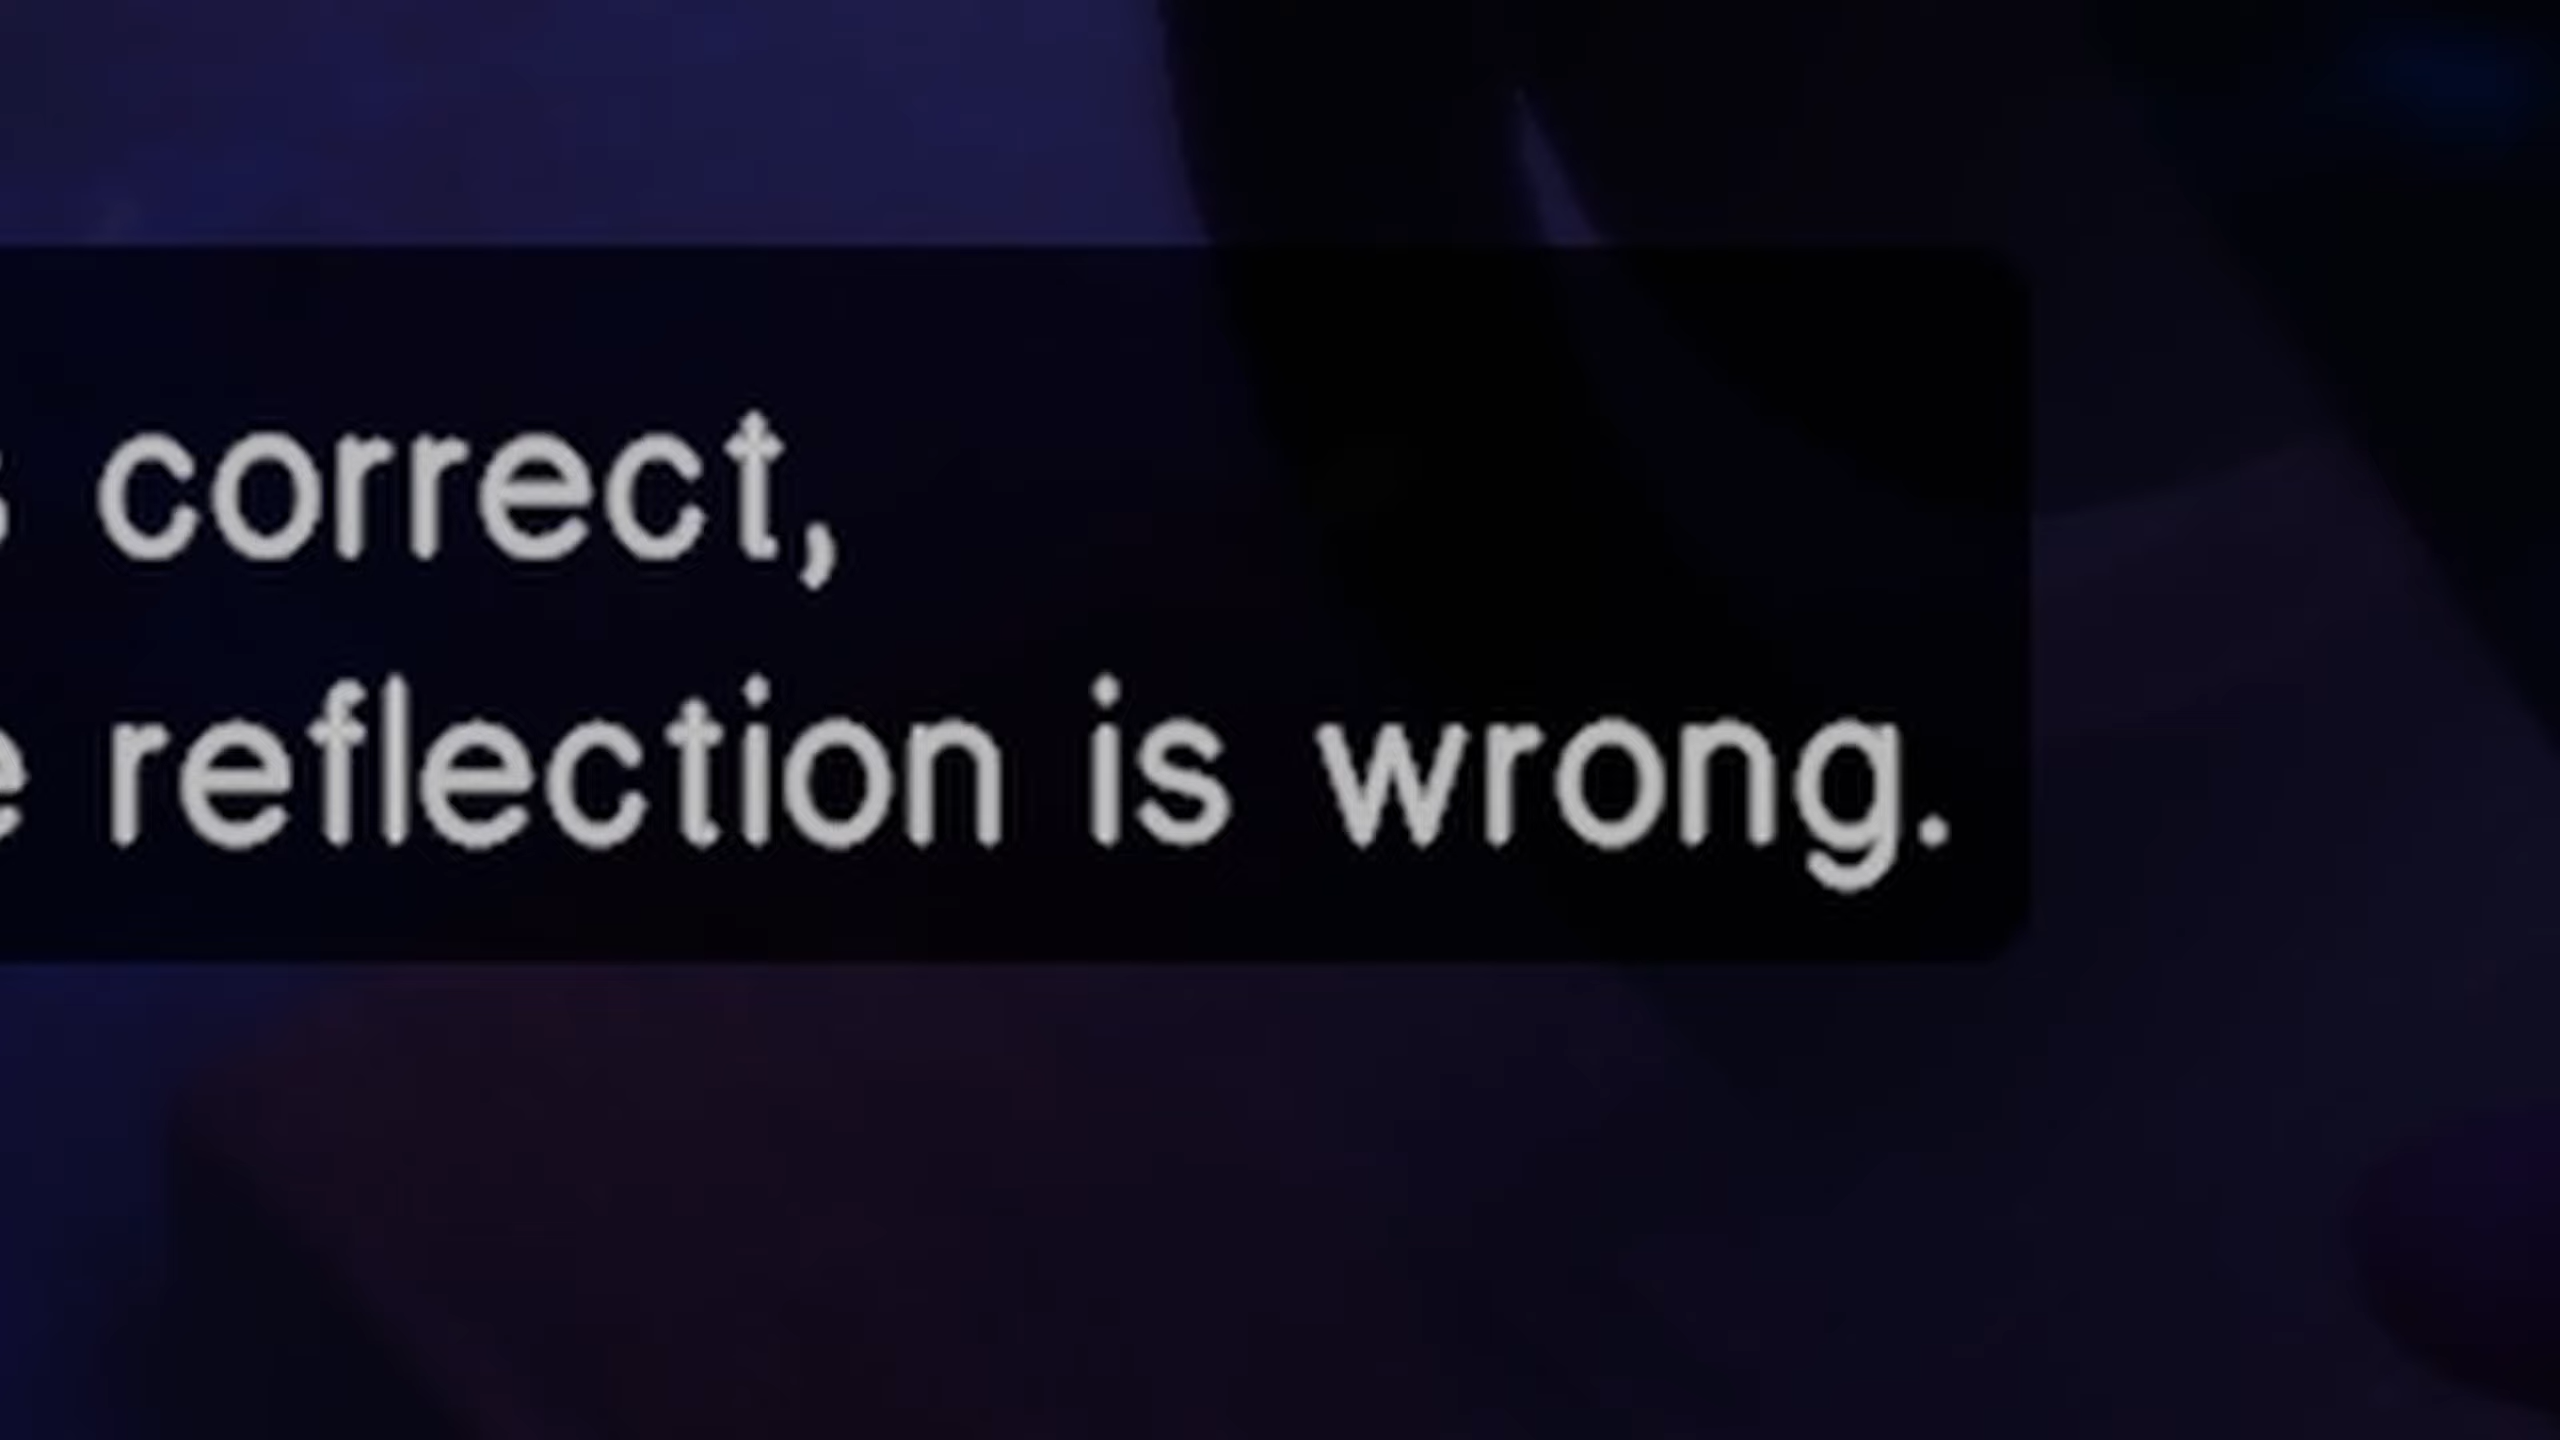 correct,
reflection is wrong.